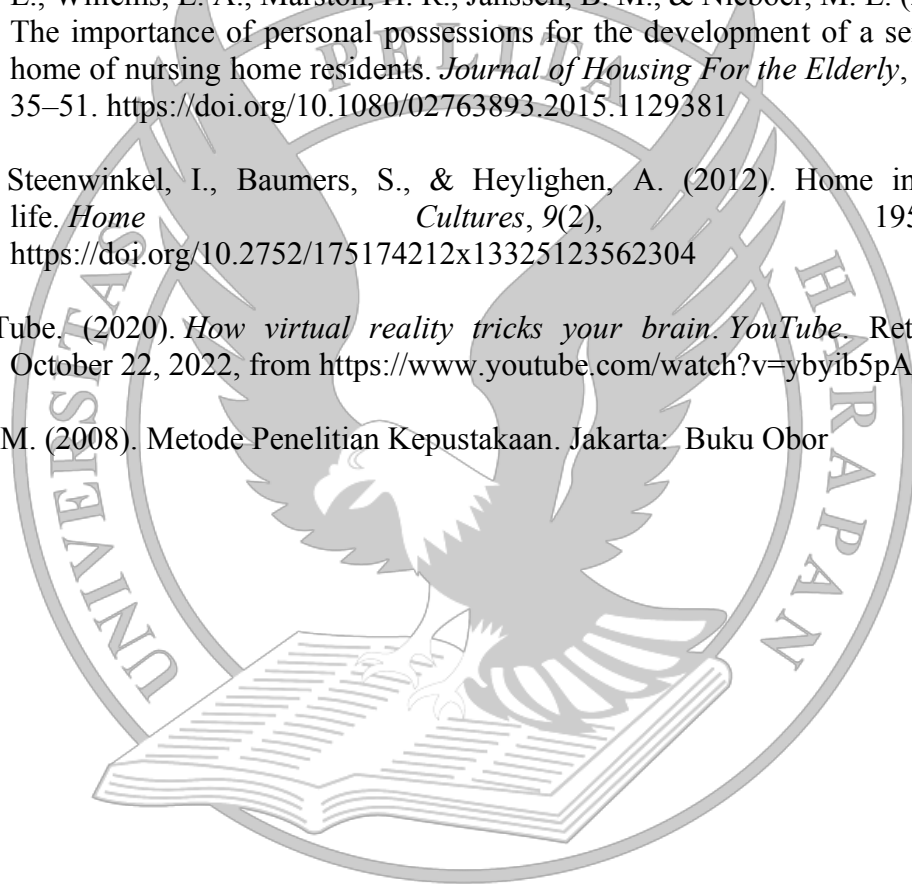 E., Willems, L. A., Marston, H. R., Janssen, B. M., & Nieboer, M. E. (
The importance of personal possessions for the development of a se
home of nursing home residents. Journal of Housing For the Elderly,
35–51. https://doi.org/10.1080/02763893.2015.1129381
Steenwinkel, I., Baumers, S., & Heylighen, A. (2012). Home in
life. Home Cultures, 9(2), 195
https://doi.org/10.2752/175174212x13325123562304
Tube. (2020). How virtual reality tricks your brain. YouTube. Ret
October 22, 2022, from https://www.youtube.com/watch?v=ybyib5pA
M. (2008). Metode Penelitian Kepustakaan. Jakarta: Buku Obor
UNIVERSITAS PELITA HARAPAN